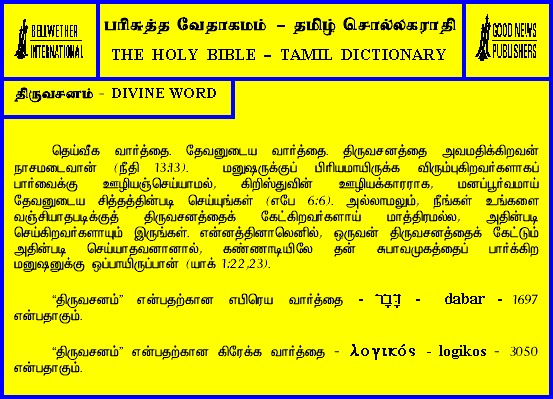 BELLWETHER
INTERNATIONAL
பரிசுத்த வேதாகமம் – தமிழ் சொல்லகராதி
THE HOLY BIBLE – TAMIL DICTIONARY
GOOD NEWS
PUBLISHERS
திருவசனம் - DIVINE WORD
தெய்வீக வார்த்தை. தேவனுடைய வார்த்தை. திருவசனத்தை அவமதிக்கிறவன்
நாசமடைவான் (நீதி 13:13). மனுஷருக்குப் பிரியமாயிருக்க விரும்புகிறவர்களாகப்
பார்வைக்கு ஊழியஞ்செய்யாமல், கிறிஸ்துவின் ஊழியக்காரராக, மனப்பூர்வமாய்
தேவனுடைய சித்தத்தின்படி செய்யுங்கள் (எபே 6:6). அல்லாமலும், நீங்கள் உங்களை
வஞ்சியாதபடிக்குத் திருவசனத்தைக் கேட்கிறவர்களாய் மாத்திரமல்ல, அதின்படி
செய்கிறவர்களாயும் இருங்கள். என்னத்தினாலெனில், ஒருவன் திருவசனத்தைக் கேட்டும்
அதின்படி செய்யாதவனானால், கண்ணாடியிலே தன் சுபாவமுகத்தைப் பார்க்கிற
மனுஷனுக்கு ஒப்பாயிருப்பான் (யாக் 1:22,23).
“திருவசனம்” என்பதற்கான எபிரெய வார்த்தை - דָּבָר - dabar - 1697
என்பதாகும்.
“திருவசனம்” என்பதற்கான கிரேக்க வார்த்தை - λογικός - logikos - 3050
என்பதாகும்.